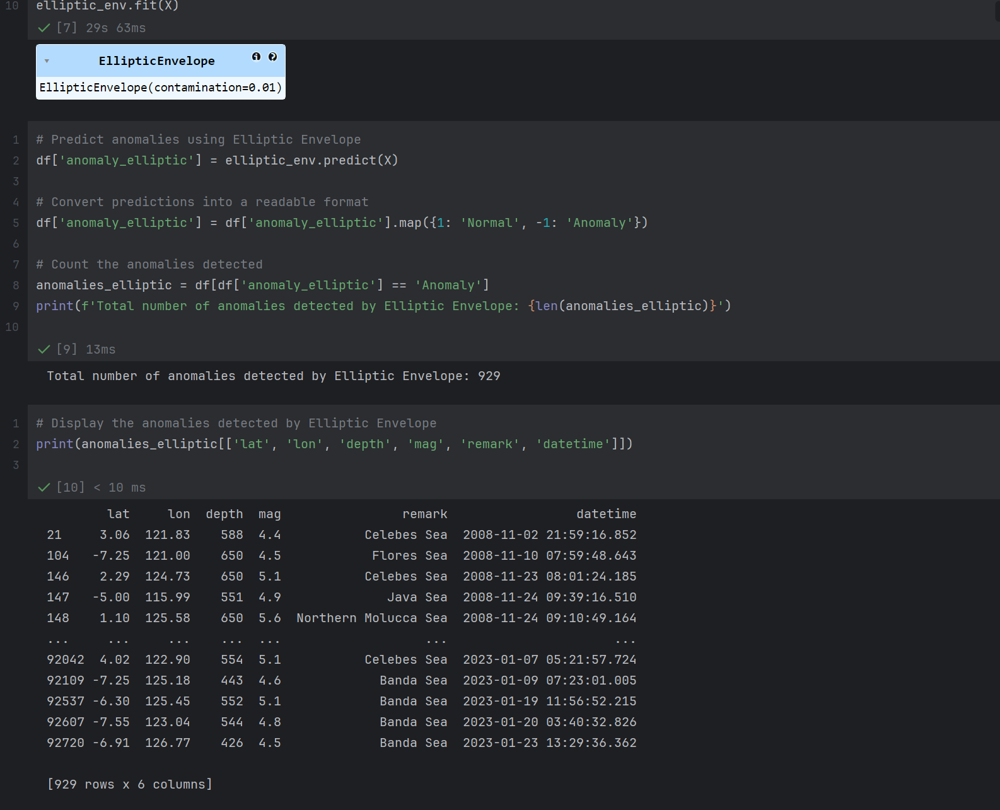 10 elliptic_env.fit(X)
[7] 29s 63ms
EllipticEnvelope
EllipticEnvelope(contamination=0.01)
1 # Predict anomalies using Elliptic Envelope
2 df['anomaly_elliptic'] = elliptic_env.predict(X)
3
4 # Convert predictions into a readable format
5 df['anomaly_elliptic'] = df['anomaly_elliptic'].map({1: 'Normal', -1: 'Anomaly'})
6
7 # Count the anomalies detected
8 anomalies_elliptic = df[df['anomaly_elliptic'] == 'Anomaly']
9 print(f'Total number of anomalies detected by Elliptic Envelope: {len(anomalies_elliptic)}')
10
[9] 13ms
Total number of anomalies detected by Elliptic Envelope: 929
1 # Display the anomalies detected by Elliptic Envelope
2 print(anomalies_elliptic[['lat', 'lon', 'depth', 'mag', 'remark', 'datetime']])
3
[10] < 10 ms
lat lon depth mag remark datetime
21 3.06 121.83 588 4.4 Celebes Sea 2008-11-02 21:59:16.852
104 -7.25 121.00 650 4.5 Flores Sea 2008-11-10 07:59:48.643
146 2.29 124.73 650 5.1 Celebes Sea 2008-11-23 08:01:24.185
147 -5.00 115.99 551 4.9 Java Sea 2008-11-24 09:39:16.510
148 1.10 125.58 650 5.6 Northern Molucca Sea 2008-11-24 09:10:49.164
... ... ... ... ... ... ...
92042 4.02 122.90 554 5.1 Celebes Sea 2023-01-07 05:21:57.724
92109 -7.25 125.18 443 4.6 Banda Sea 2023-01-09 07:23:01.005
92537 -6.30 125.45 552 5.1 Banda Sea 2023-01-19 11:56:52.215
92607 -7.55 123.04 544 4.8 Banda Sea 2023-01-20 03:40:32.826
92720 -6.91 126.77 426 4.5 Banda Sea 2023-01-23 13:29:36.362
[929 rows x 6 columns]